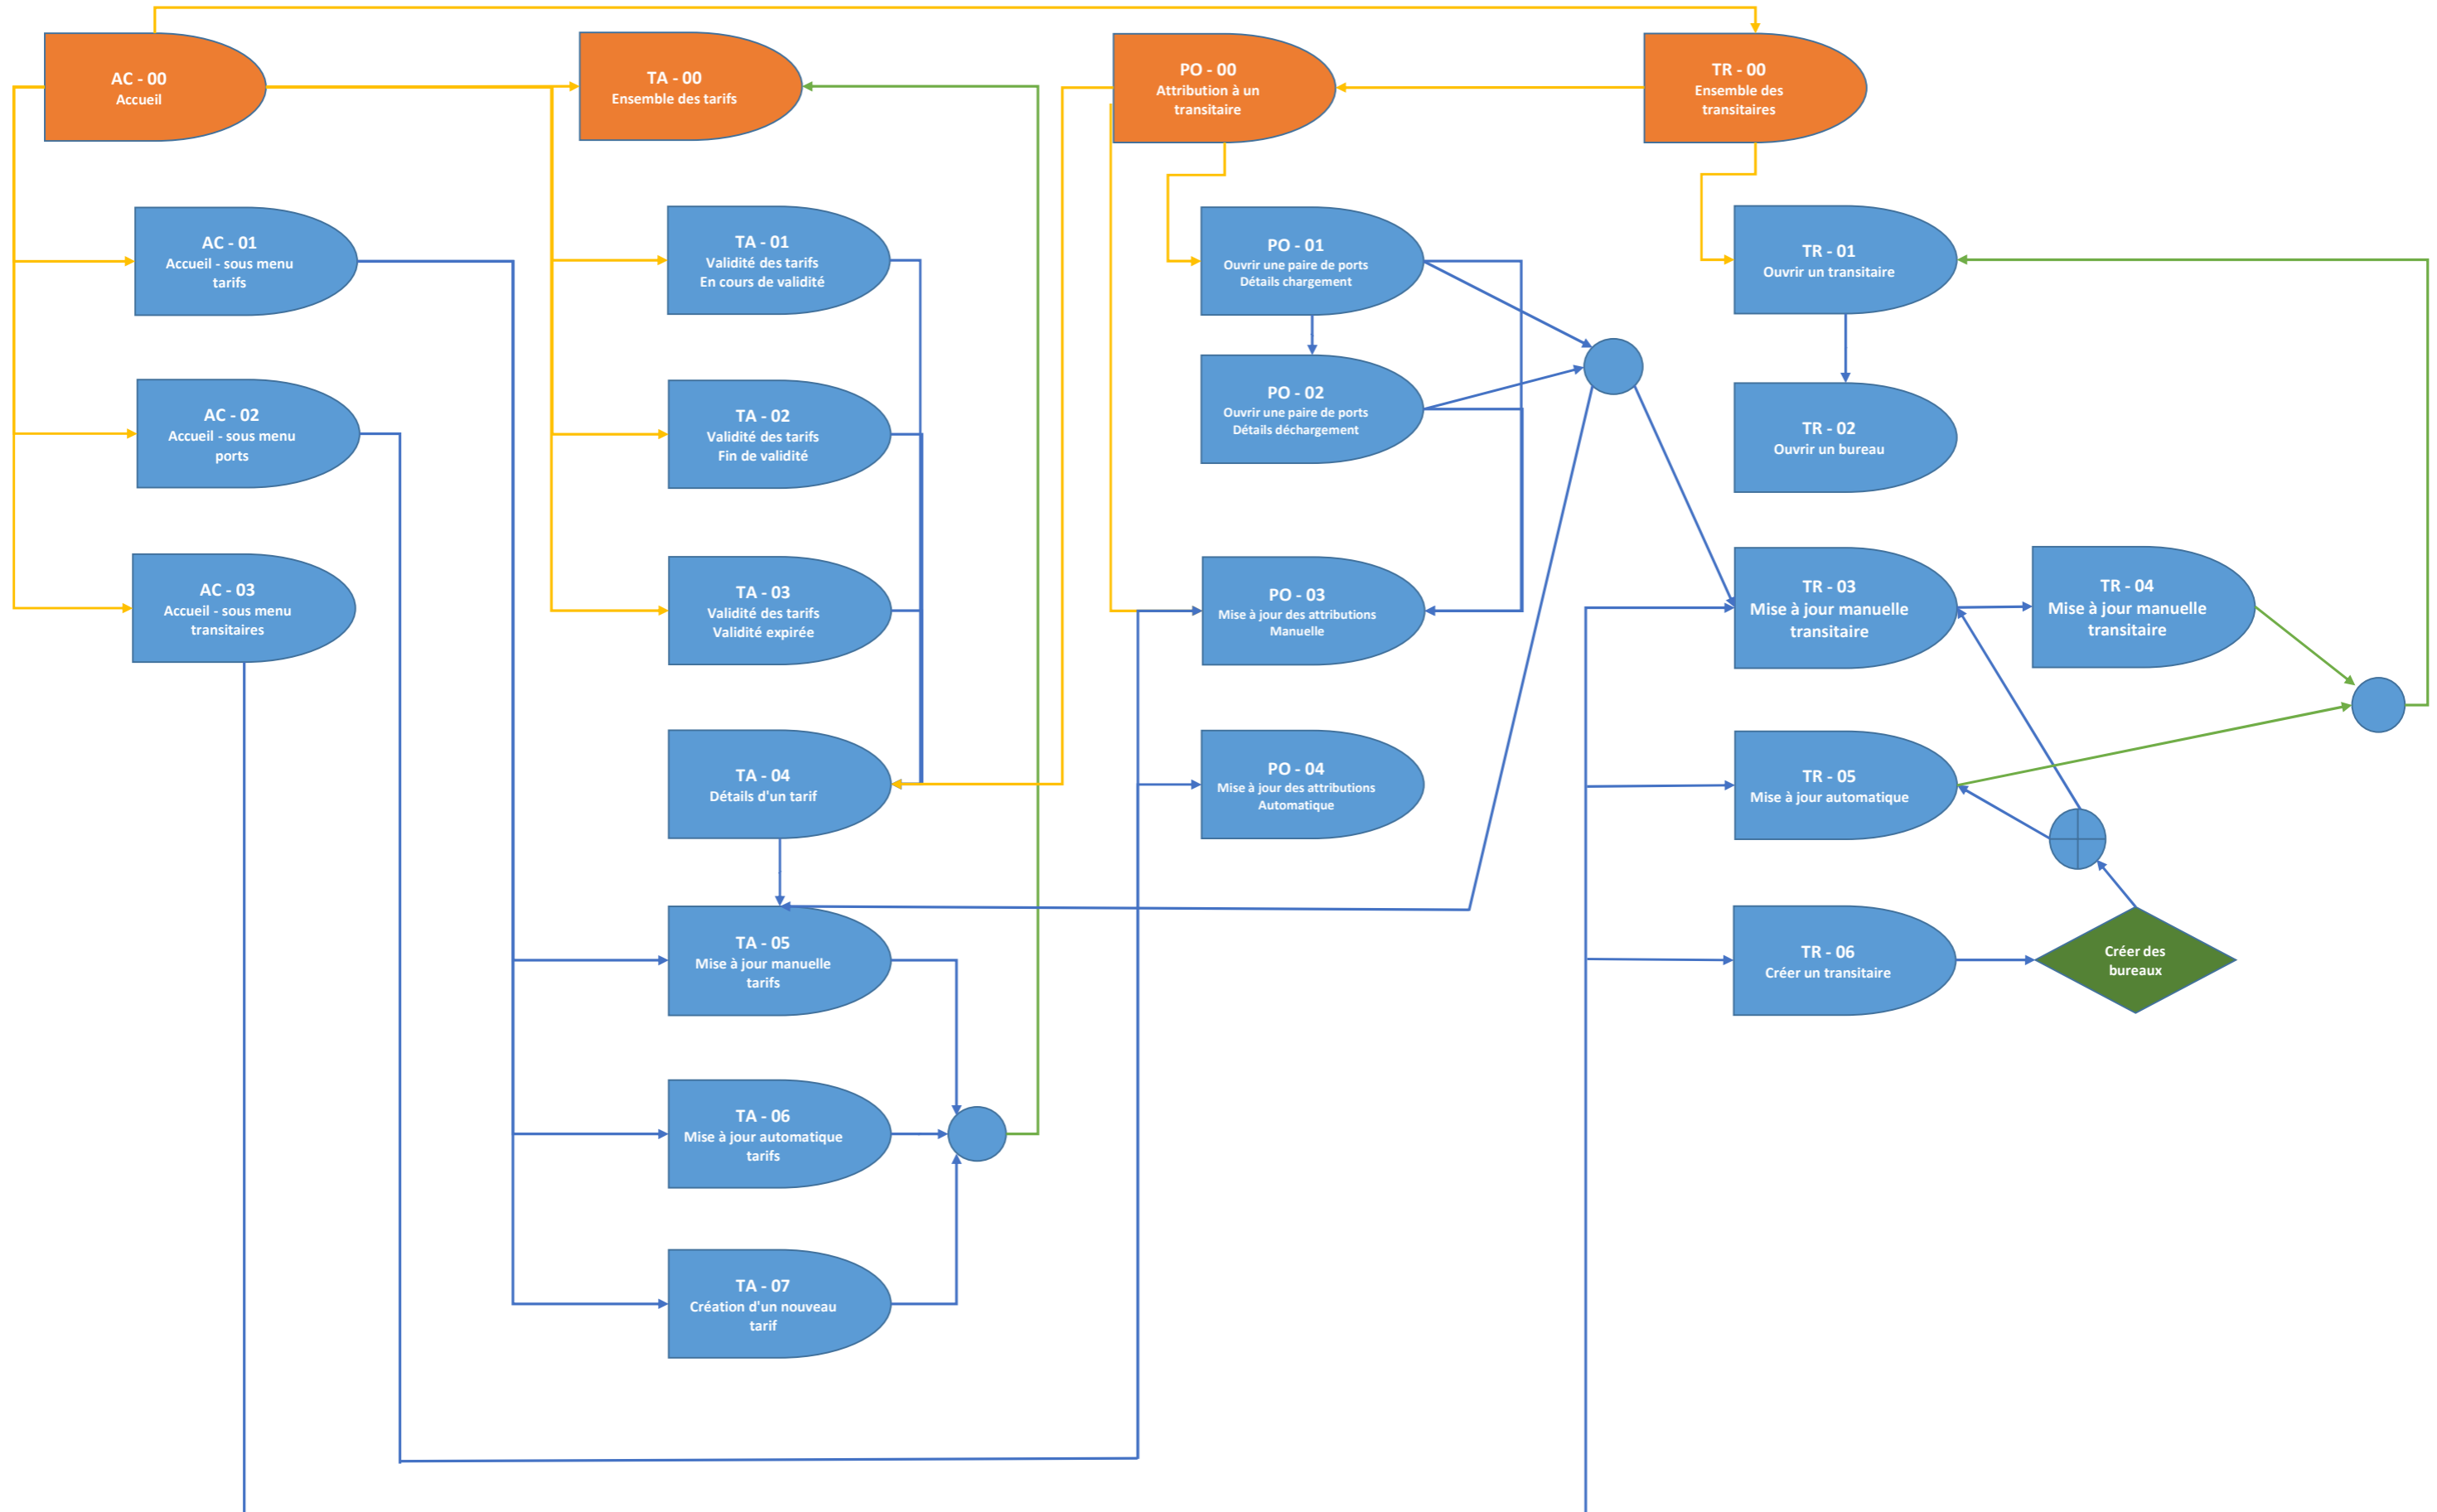 AC - 00
Accueil
TA - 00
Ensemble des tarifs
PO - 00
Attribution à un
transitaire
TR - 00
Ensemble des
transitaires
AC - 01
Accueil - sous menu
tarifs
TA - 01
Validité des tarifs
En cours de validité
PO - 01
Ouvrir une paire de ports
Détails chargement
TR - 01
Ouvrir un transitaire
AC - 02
Accueil - sous menu
ports
TA - 02
Validité des tarifs
Fin de validité
PO - 02
Ouvrir une paire de ports
Détails déchargement
TR - 02
Ouvrir un bureau
AC - 03
Accueil - sous menu
transitaires
TA - 03
Validité des tarifs
Validité expirée
PO - 03
Mise à jour des attributions
Manuelle
TR - 03
Mise à jour manuelle
transitaire
TR - 04
Mise à jour manuelle
transitaire
TA - 04
Détails d'un tarif
PO - 04
Mise à jour des attributions
Automatique
TR - 05
Mise à jour automatique
TA - 05
Mise à jour manuelle
tarifs
TR - 06
Créer un transitaire
Créer des
bureaux
TA - 06
Mise à jour automatique
tarifs
TA - 07
Création d'un nouveau
tarif